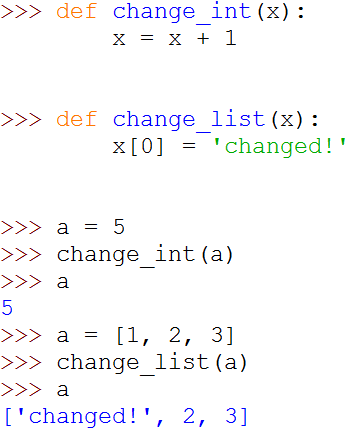 >>> def change_int(x):
        x = x + 1
>>> def change_list(x):
        x[0] = 'changed!'
>>> a = 5
>>> change_int(a)
>>> a
5
>>> a = [1, 2, 3]
>>> change_list(a)
>>> a
['changed!', 2, 3]